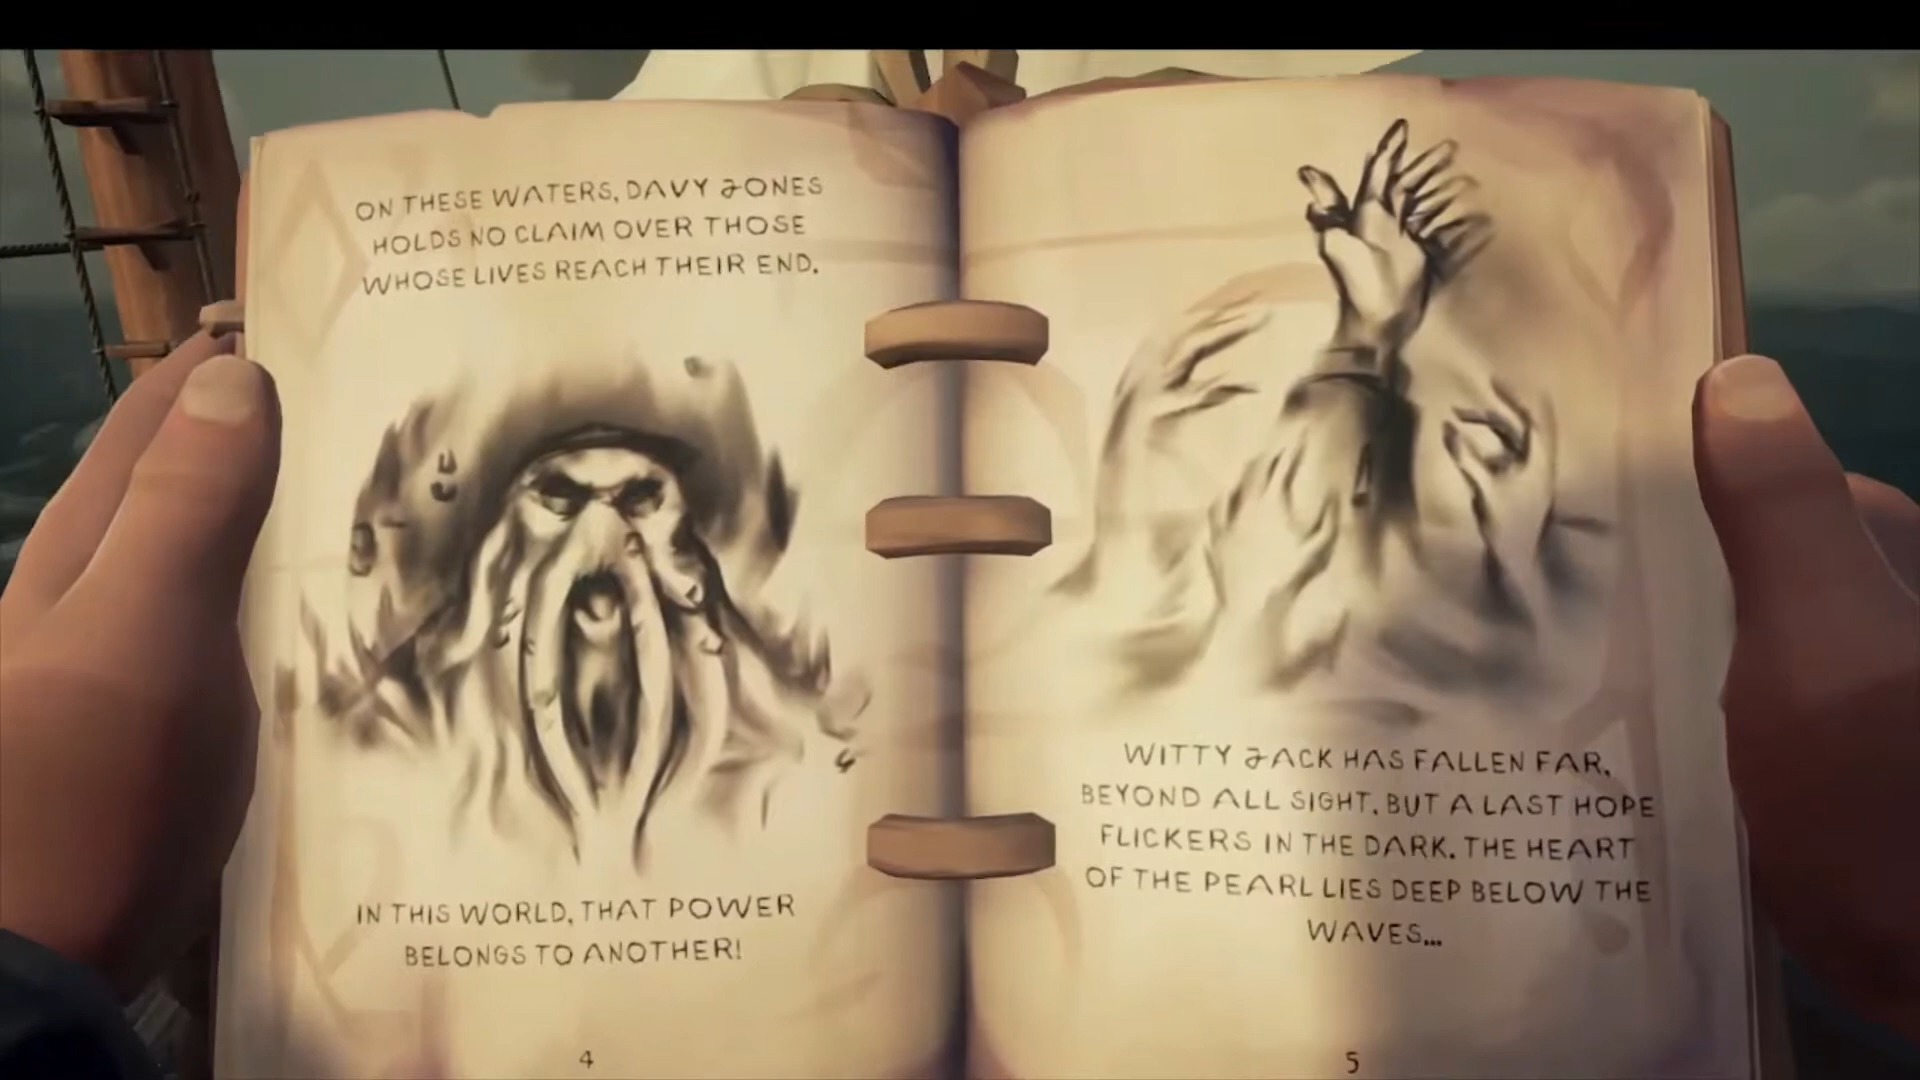 ON THESE WATERS, DAVY JONES
HOLDS NO CLAIM OVER THOSE
WHOSE LIVES REACH THEIR END.
IN THIS WORLD, THAT POWER
BELONGS TO ANOTHER!
4
WITTY JACK HAS FALLEN FAR,
BEYOND ALL SIGHT. BUT A LAST HOPE
FLICKERS IN THE DARK. THE HEART
OF THE PEARL LIES DEEP BELOW THE
WAVES...
5